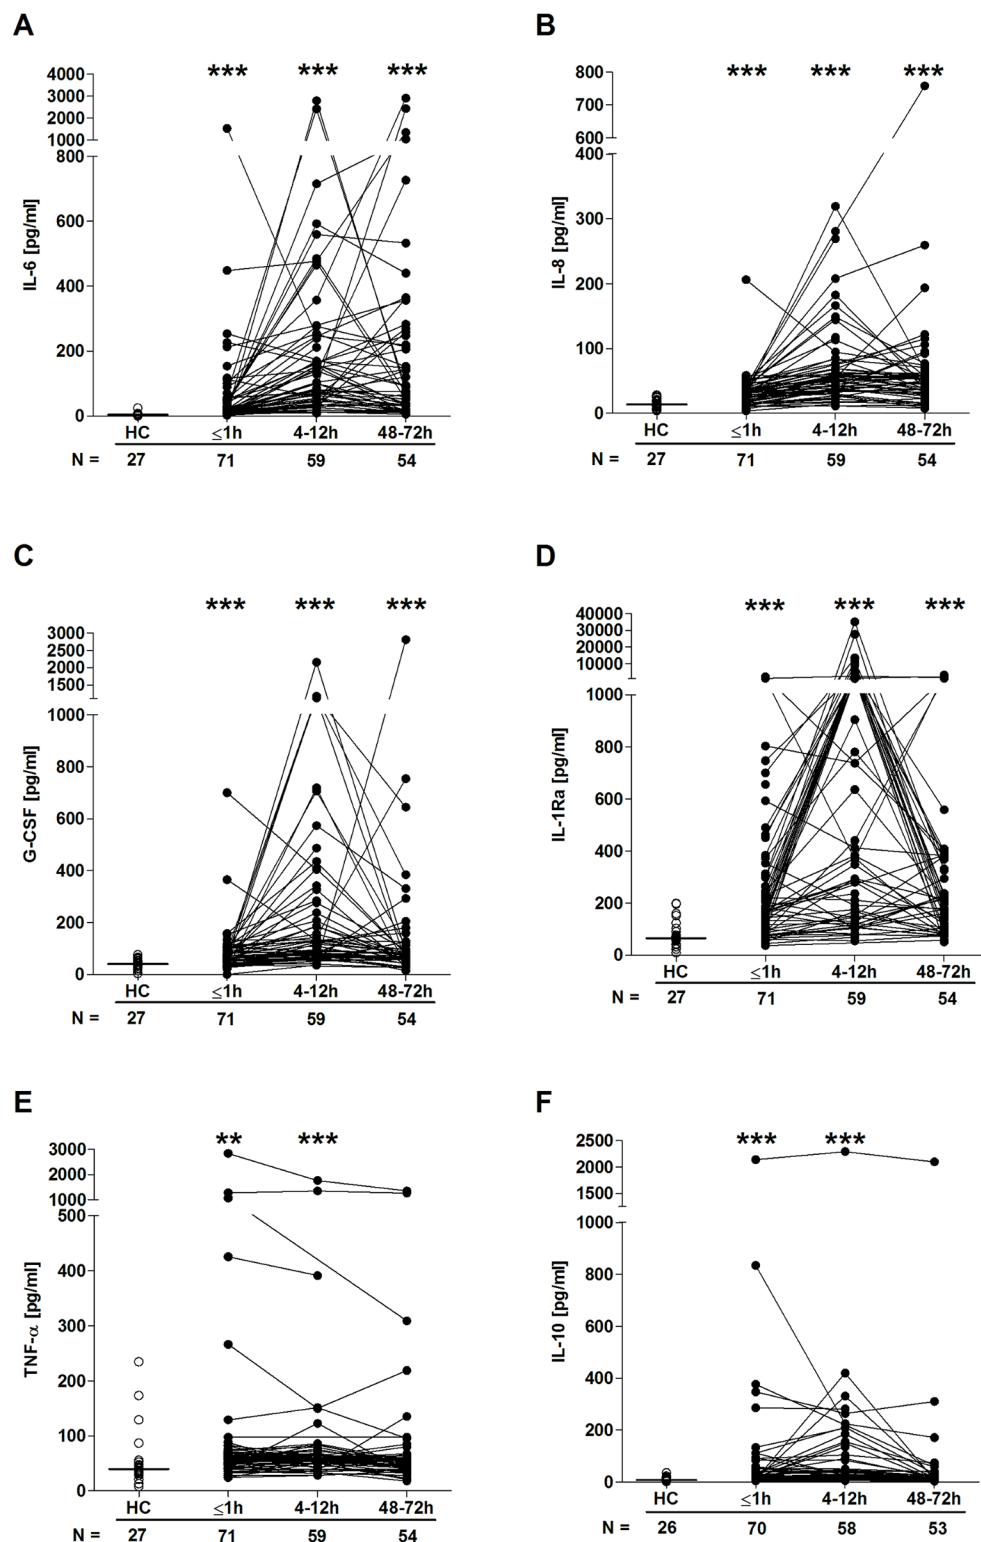 A
*** *** ***
IL-6 [pg/ml]
4000
3000
2000
1000
800
600
400
200
0
HC ≤1h 4-12h 48-72h
N = 27 71 59 54
B
*** *** ***
IL-8 [pg/ml]
800
700
600
400
300
200
100
0
HC ≤1h 4-12h 48-72h
N = 27 71 59 54
C
*** *** ***
G-CSF [pg/ml]
3000
2500
2000
1500
1000
800
600
400
200
0
HC ≤1h 4-12h 48-72h
N = 27 71 59 54
D
*** *** ***
IL-1Ra [pg/ml]
40000
30000
20000
10000
1000
800
600
400
200
0
HC ≤1h 4-12h 48-72h
N = 27 71 59 54
E
** ***
TNF-α [pg/ml]
3000
2000
1000
500
400
300
200
100
0
HC ≤1h 4-12h 48-72h
N = 27 71 59 54
F
*** ***
IL-10 [pg/ml]
2500
2000
1500
1000
800
600
400
200
0
HC ≤1h 4-12h 48-72h
N = 26 70 58 53